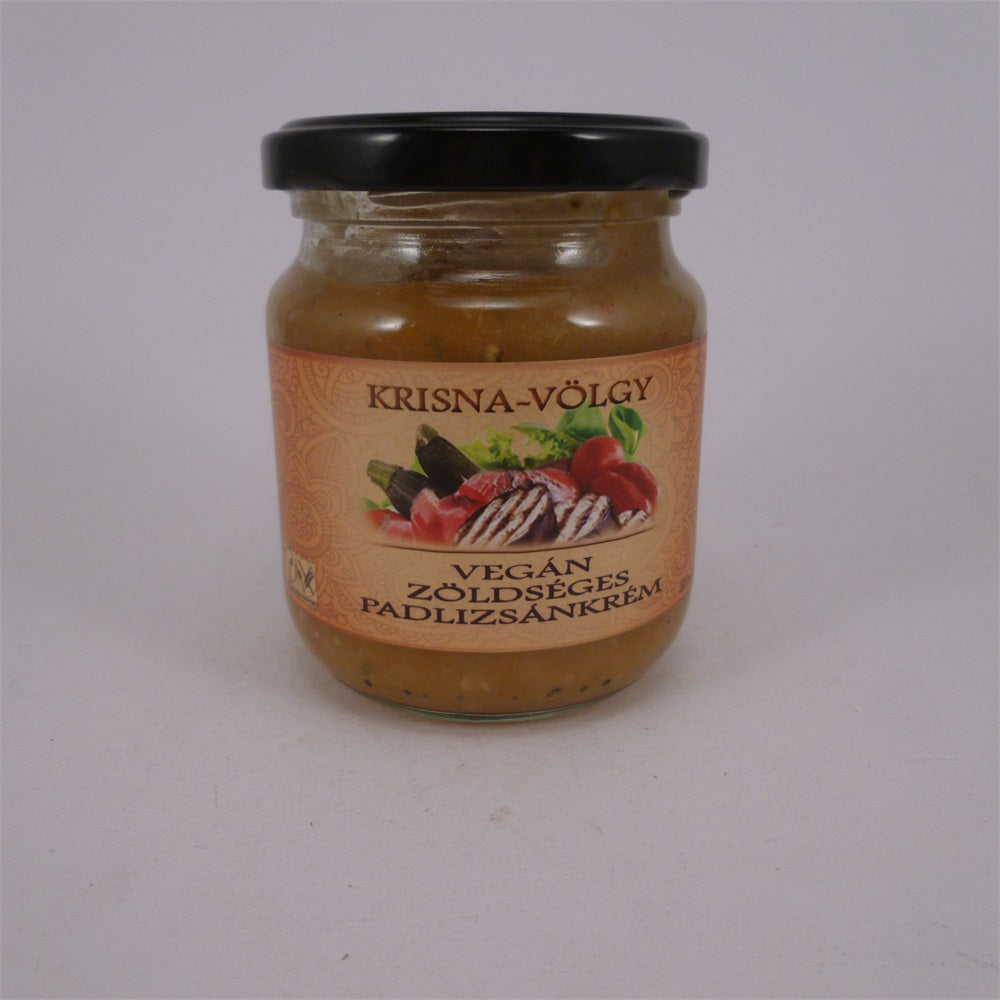 KRISNA-VÖLGY
VEGÁN
ZÖLDSÉGES
PADLIZSÁNKRÉM